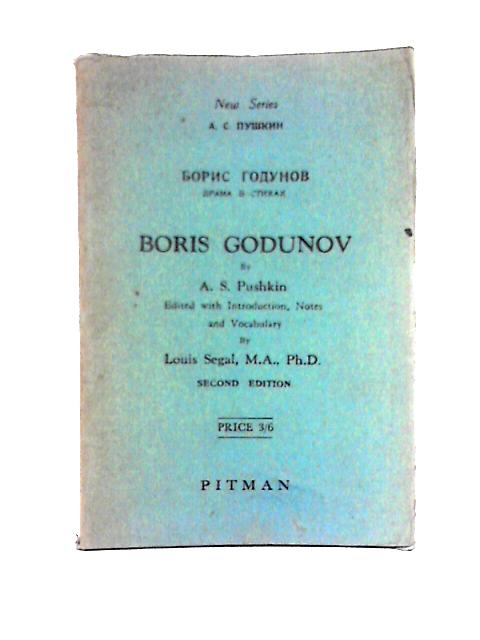 New Series
А. С. ПУШКИН
БОРИС ГОДУНОВ
ДРАМА В СТИХАХ
BORIS GODUNOV
By
A. S. Pushkin
Edited with Introduction, Notes
and Vocabulary
By
Louis Segal, M.A., Ph.D.
SECOND EDITION
PRICE 3/6
PITMAN